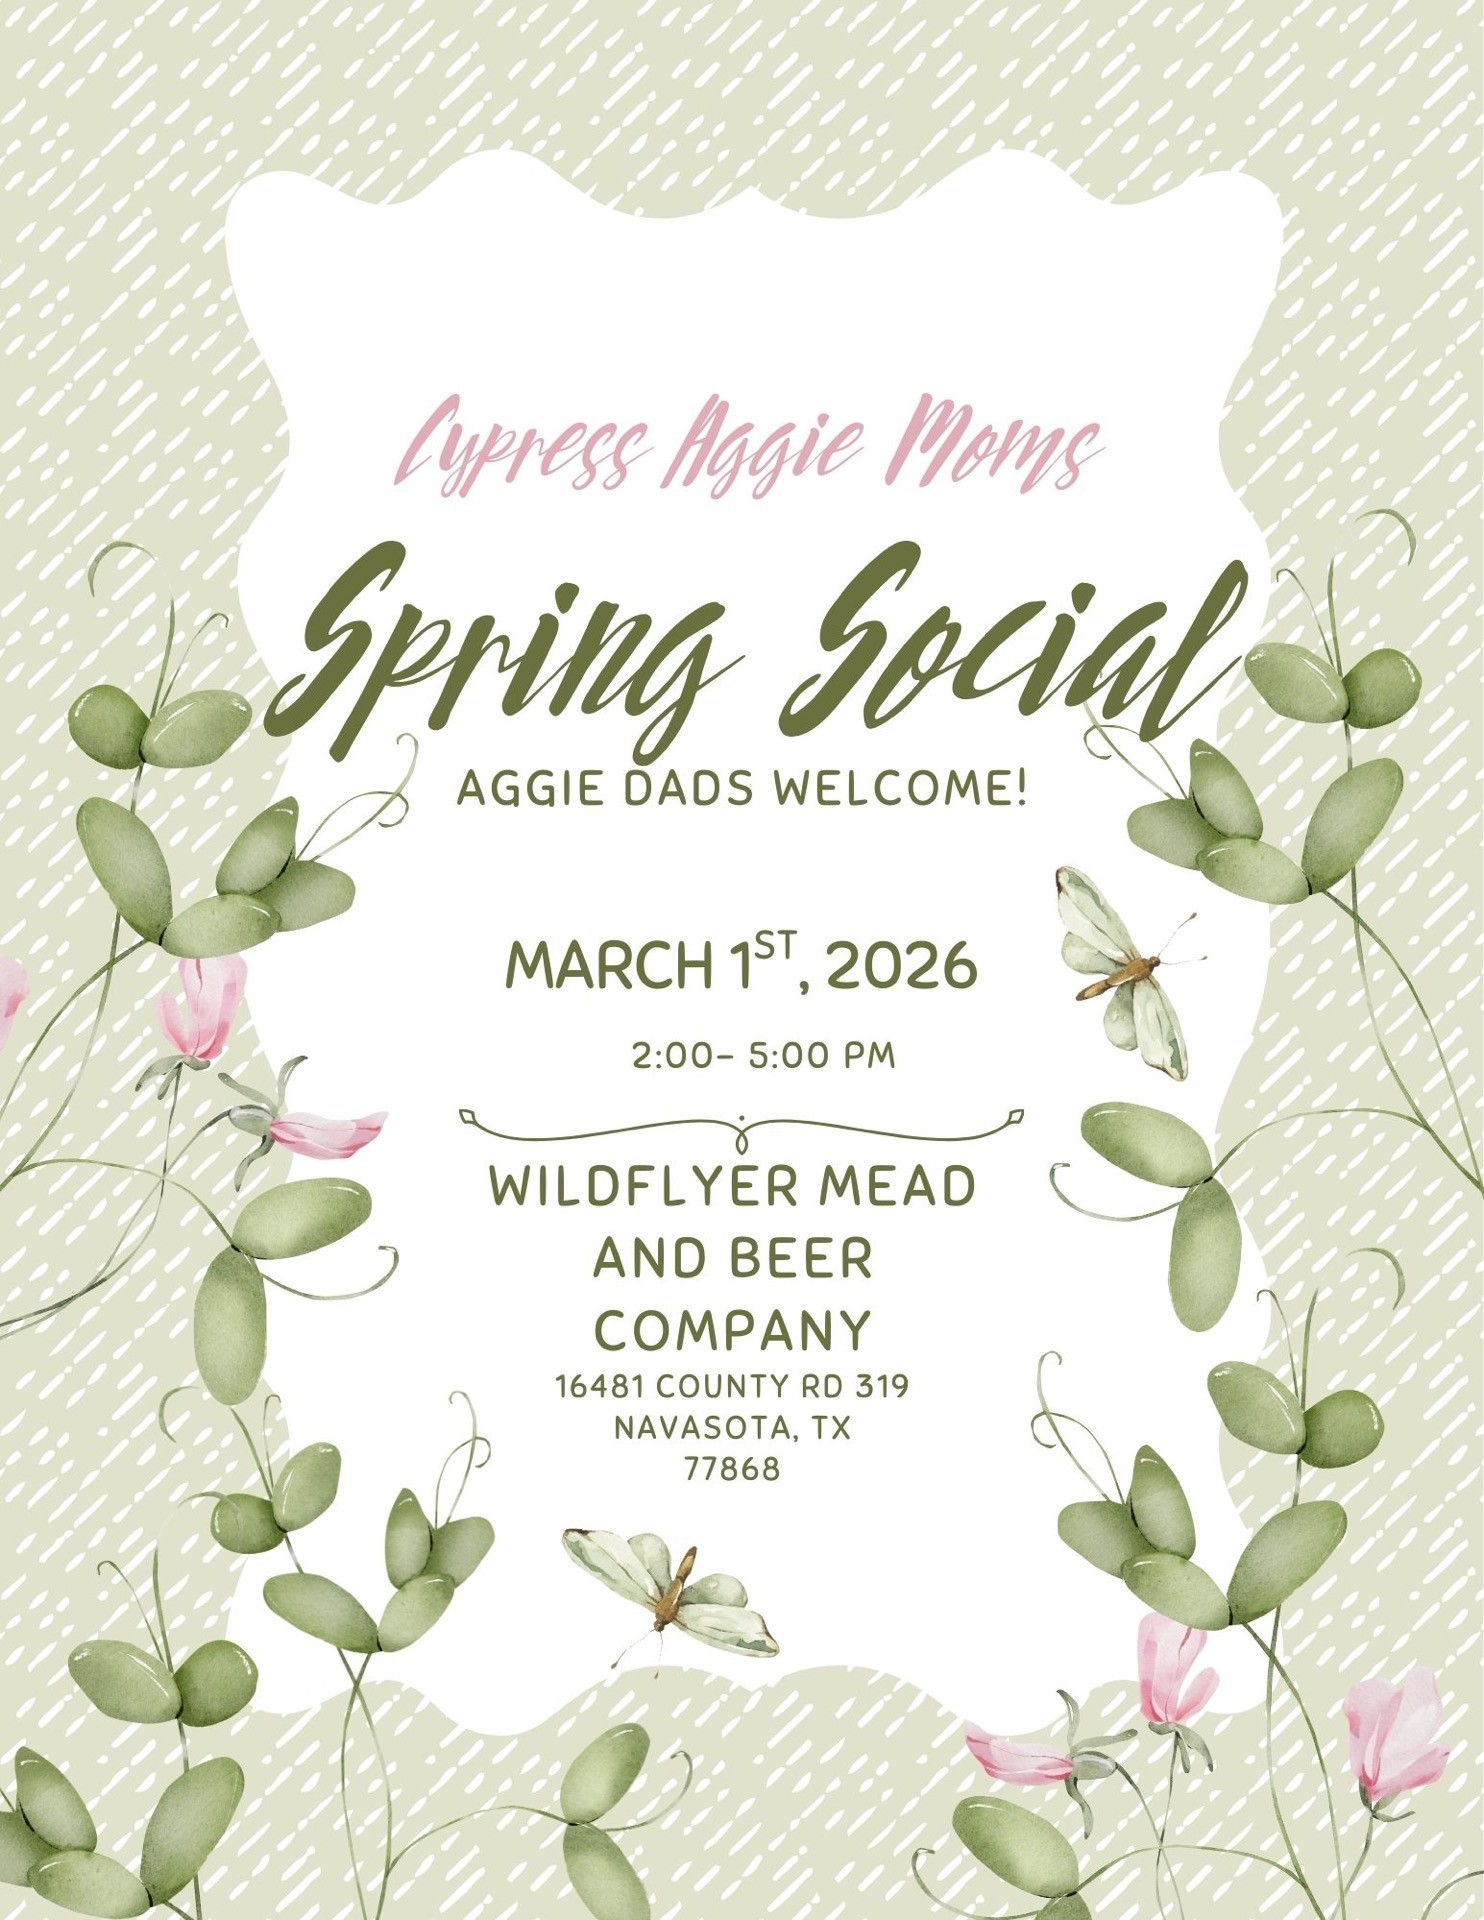 Cypress Aggie Moms
Spring Social
AGGIE DADS WELCOME!
MARCH 1ST, 2026
2:00- 5:00 PM
WILDFLYER MEAD
AND BEER
COMPANY
16481 COUNTY RD 319
NAVASOTA, TX
77868